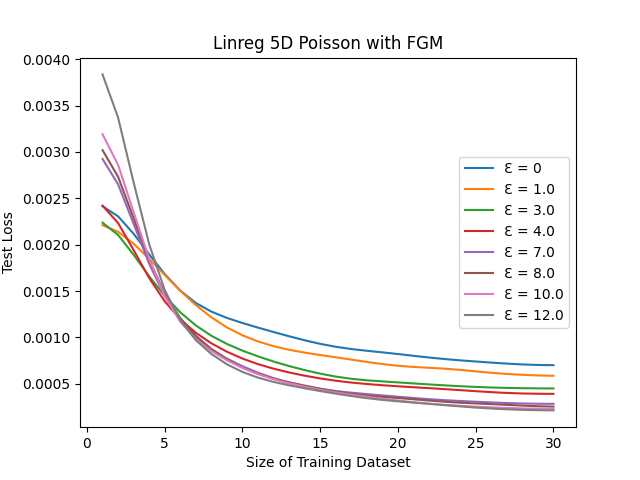 Linreg 5D Poisson with FGM
Test Loss
0.0040
0.0035
0.0030
0.0025
0.0020
0.0015
0.0010
0.0005
Ɛ = 0
Ɛ = 1.0
Ɛ = 3.0
Ɛ = 4.0
Ɛ = 7.0
Ɛ = 8.0
Ɛ = 10.0
Ɛ = 12.0
0 5 10 15 20 25 30
Size of Training Dataset